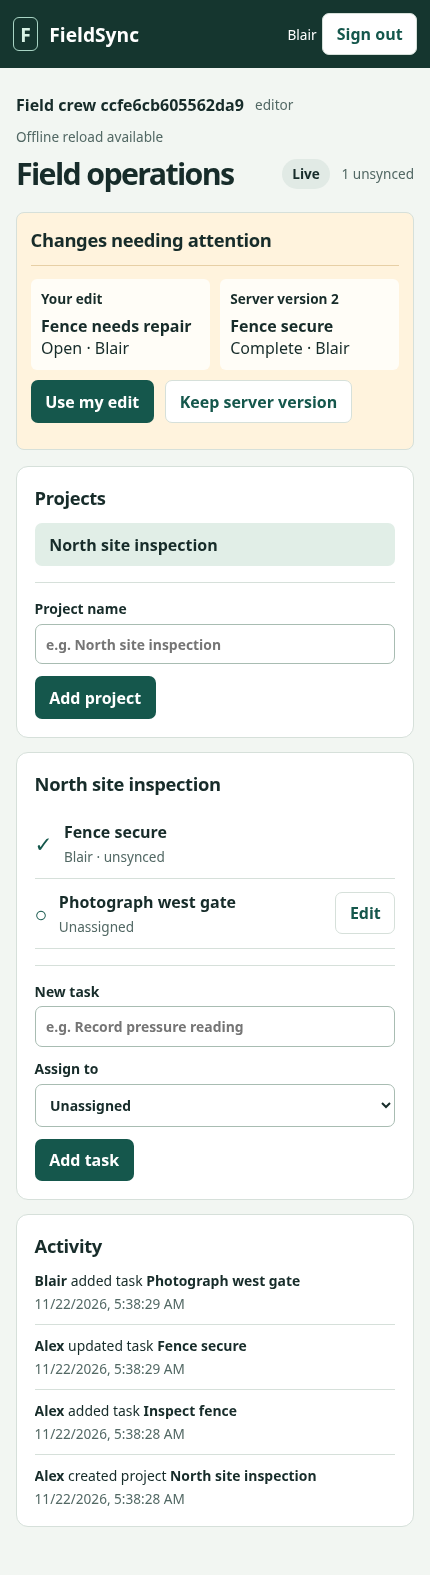 F FieldSync Blair Sign out
Field crew ccfe6cb605562da9 editor
Offline reload available
Field operations Live 1 unsynced
Changes needing attention
Your edit
Fence needs repair
Open · Blair
Server version 2
Fence secure
Complete · Blair
Use my edit Keep server version
Projects
North site inspection
Project name
e.g. North site inspection
Add project
North site inspection
✓ Fence secure
Blair · unsynced
○ Photograph west gate
Unassigned
Edit
New task
e.g. Record pressure reading
Assign to
Unassigned
Add task
Activity
Blair added task Photograph west gate
11/22/2026, 5:38:29 AM
Alex updated task Fence secure
11/22/2026, 5:38:29 AM
Alex added task Inspect fence
11/22/2026, 5:38:28 AM
Alex created project North site inspection
11/22/2026, 5:38:28 AM